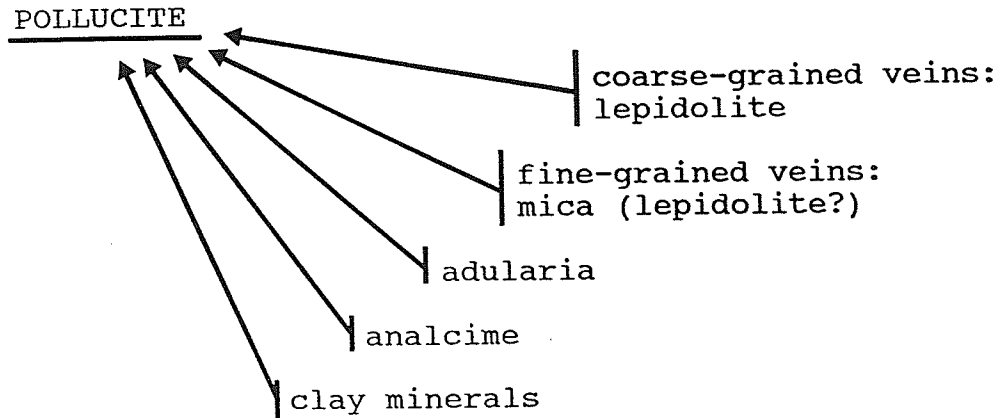 POLLUCITE
coarse-grained veins:
lepidolite
fine-grained veins:
mica (lepidolite?)
adularia
analcime
clay minerals